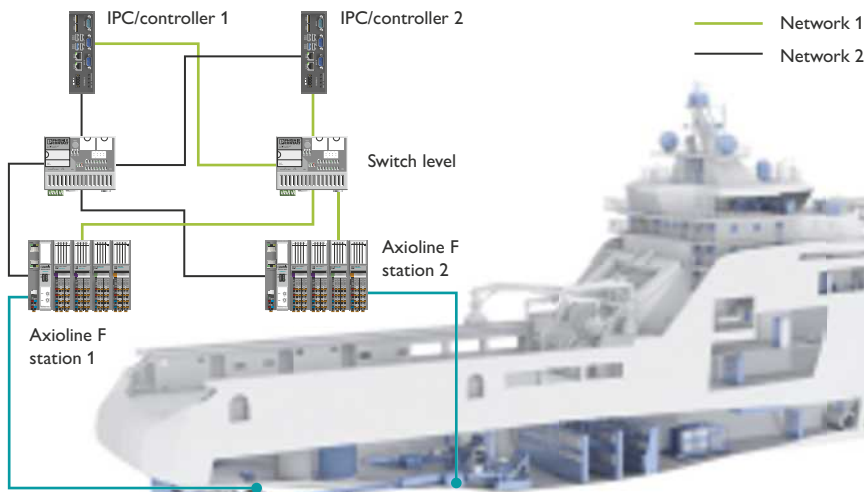 IPC/controller 1
IPC/controller 2
Network 1
Network 2
Switch level
Axioline F
station 2
Axioline F
station 1